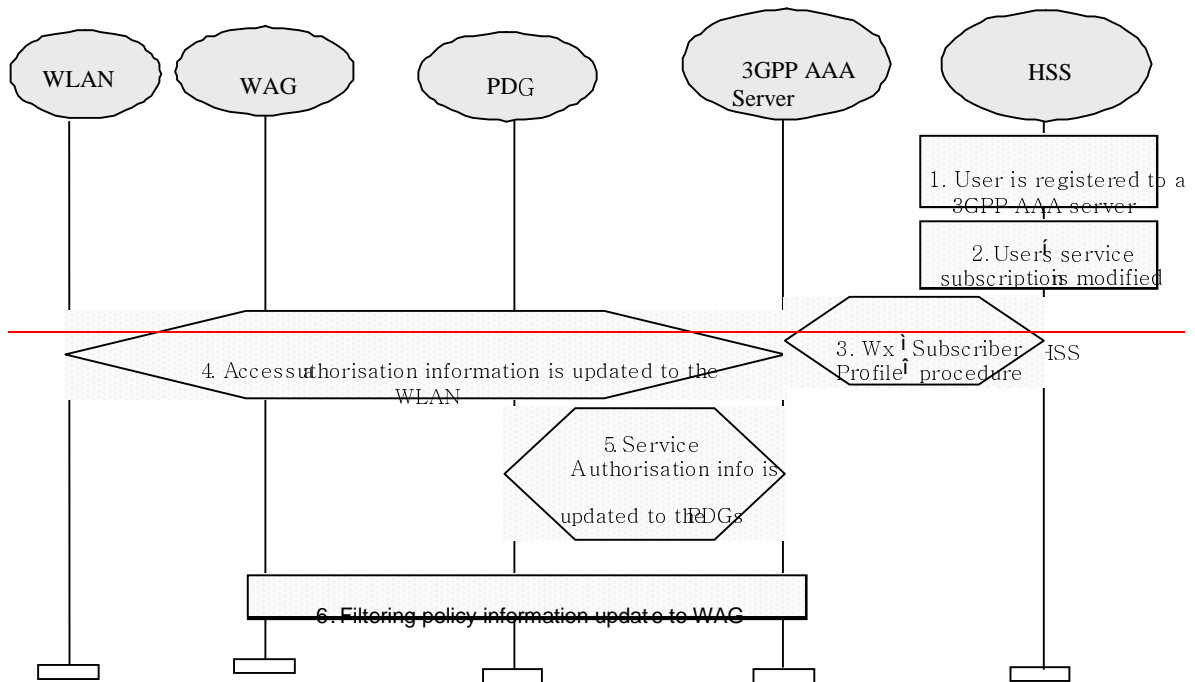 WLAN
WAG
PDG
3GPP AAA
Server
HSS
1. User is registered to a
3GPP AAA server
2. User's service
subscription is modified
3. Wx Subscriber
Profile procedure
HSS
4. Access authorisation information is updated to the
WLAN
5. Service
Authorisation info is
updated to the PDGs
6. Filtering policy information update to WAG